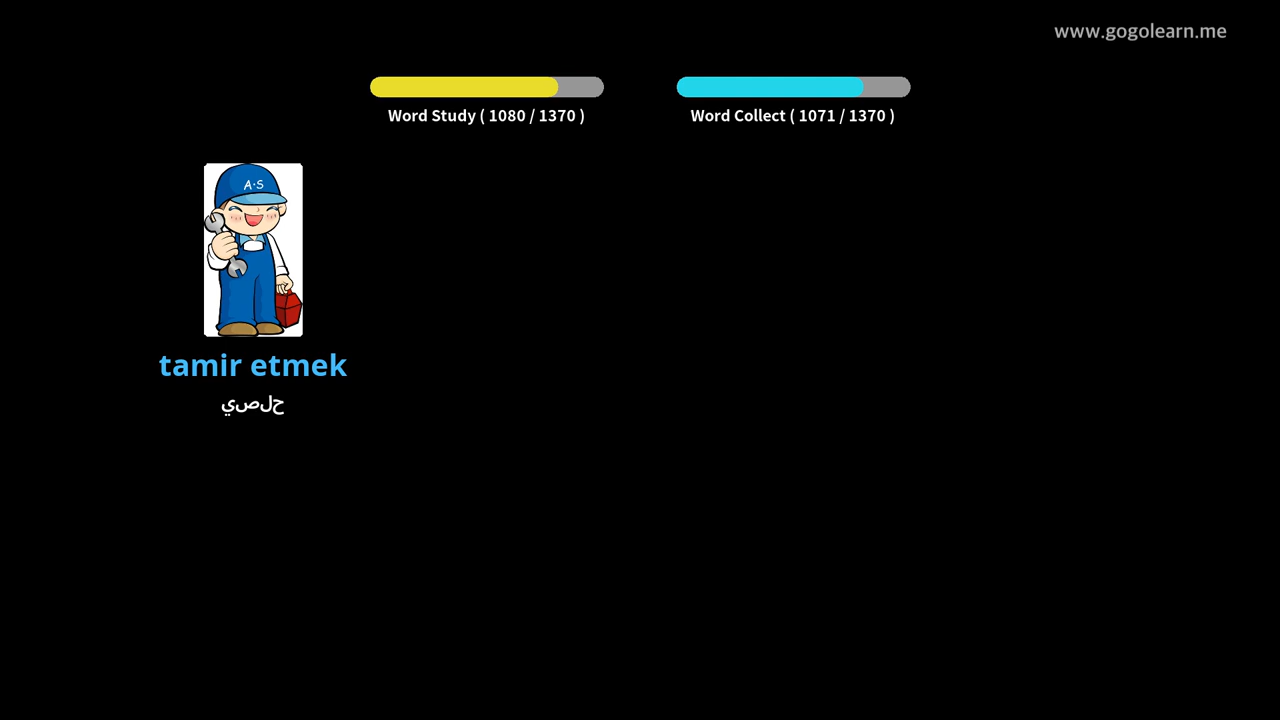 www.gogolearn.me
Word Study ( 1080 / 1370 )
Word Collect ( 1071 / 1370 )
A·S
tamir etmek
حلصي